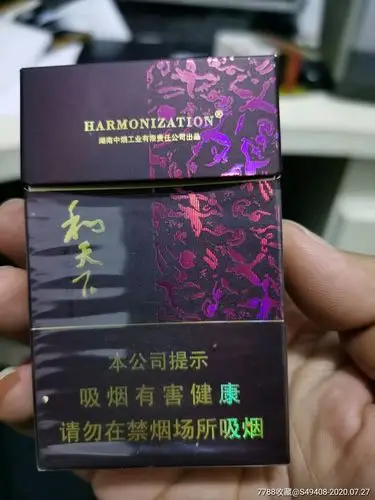 HARMONIZATION®
湖南中烟工业有限责任公司出品
和天下
本公司提示
吸烟有害健康
请勿在禁烟场所吸烟
7788收藏@S49408-2020.07.27